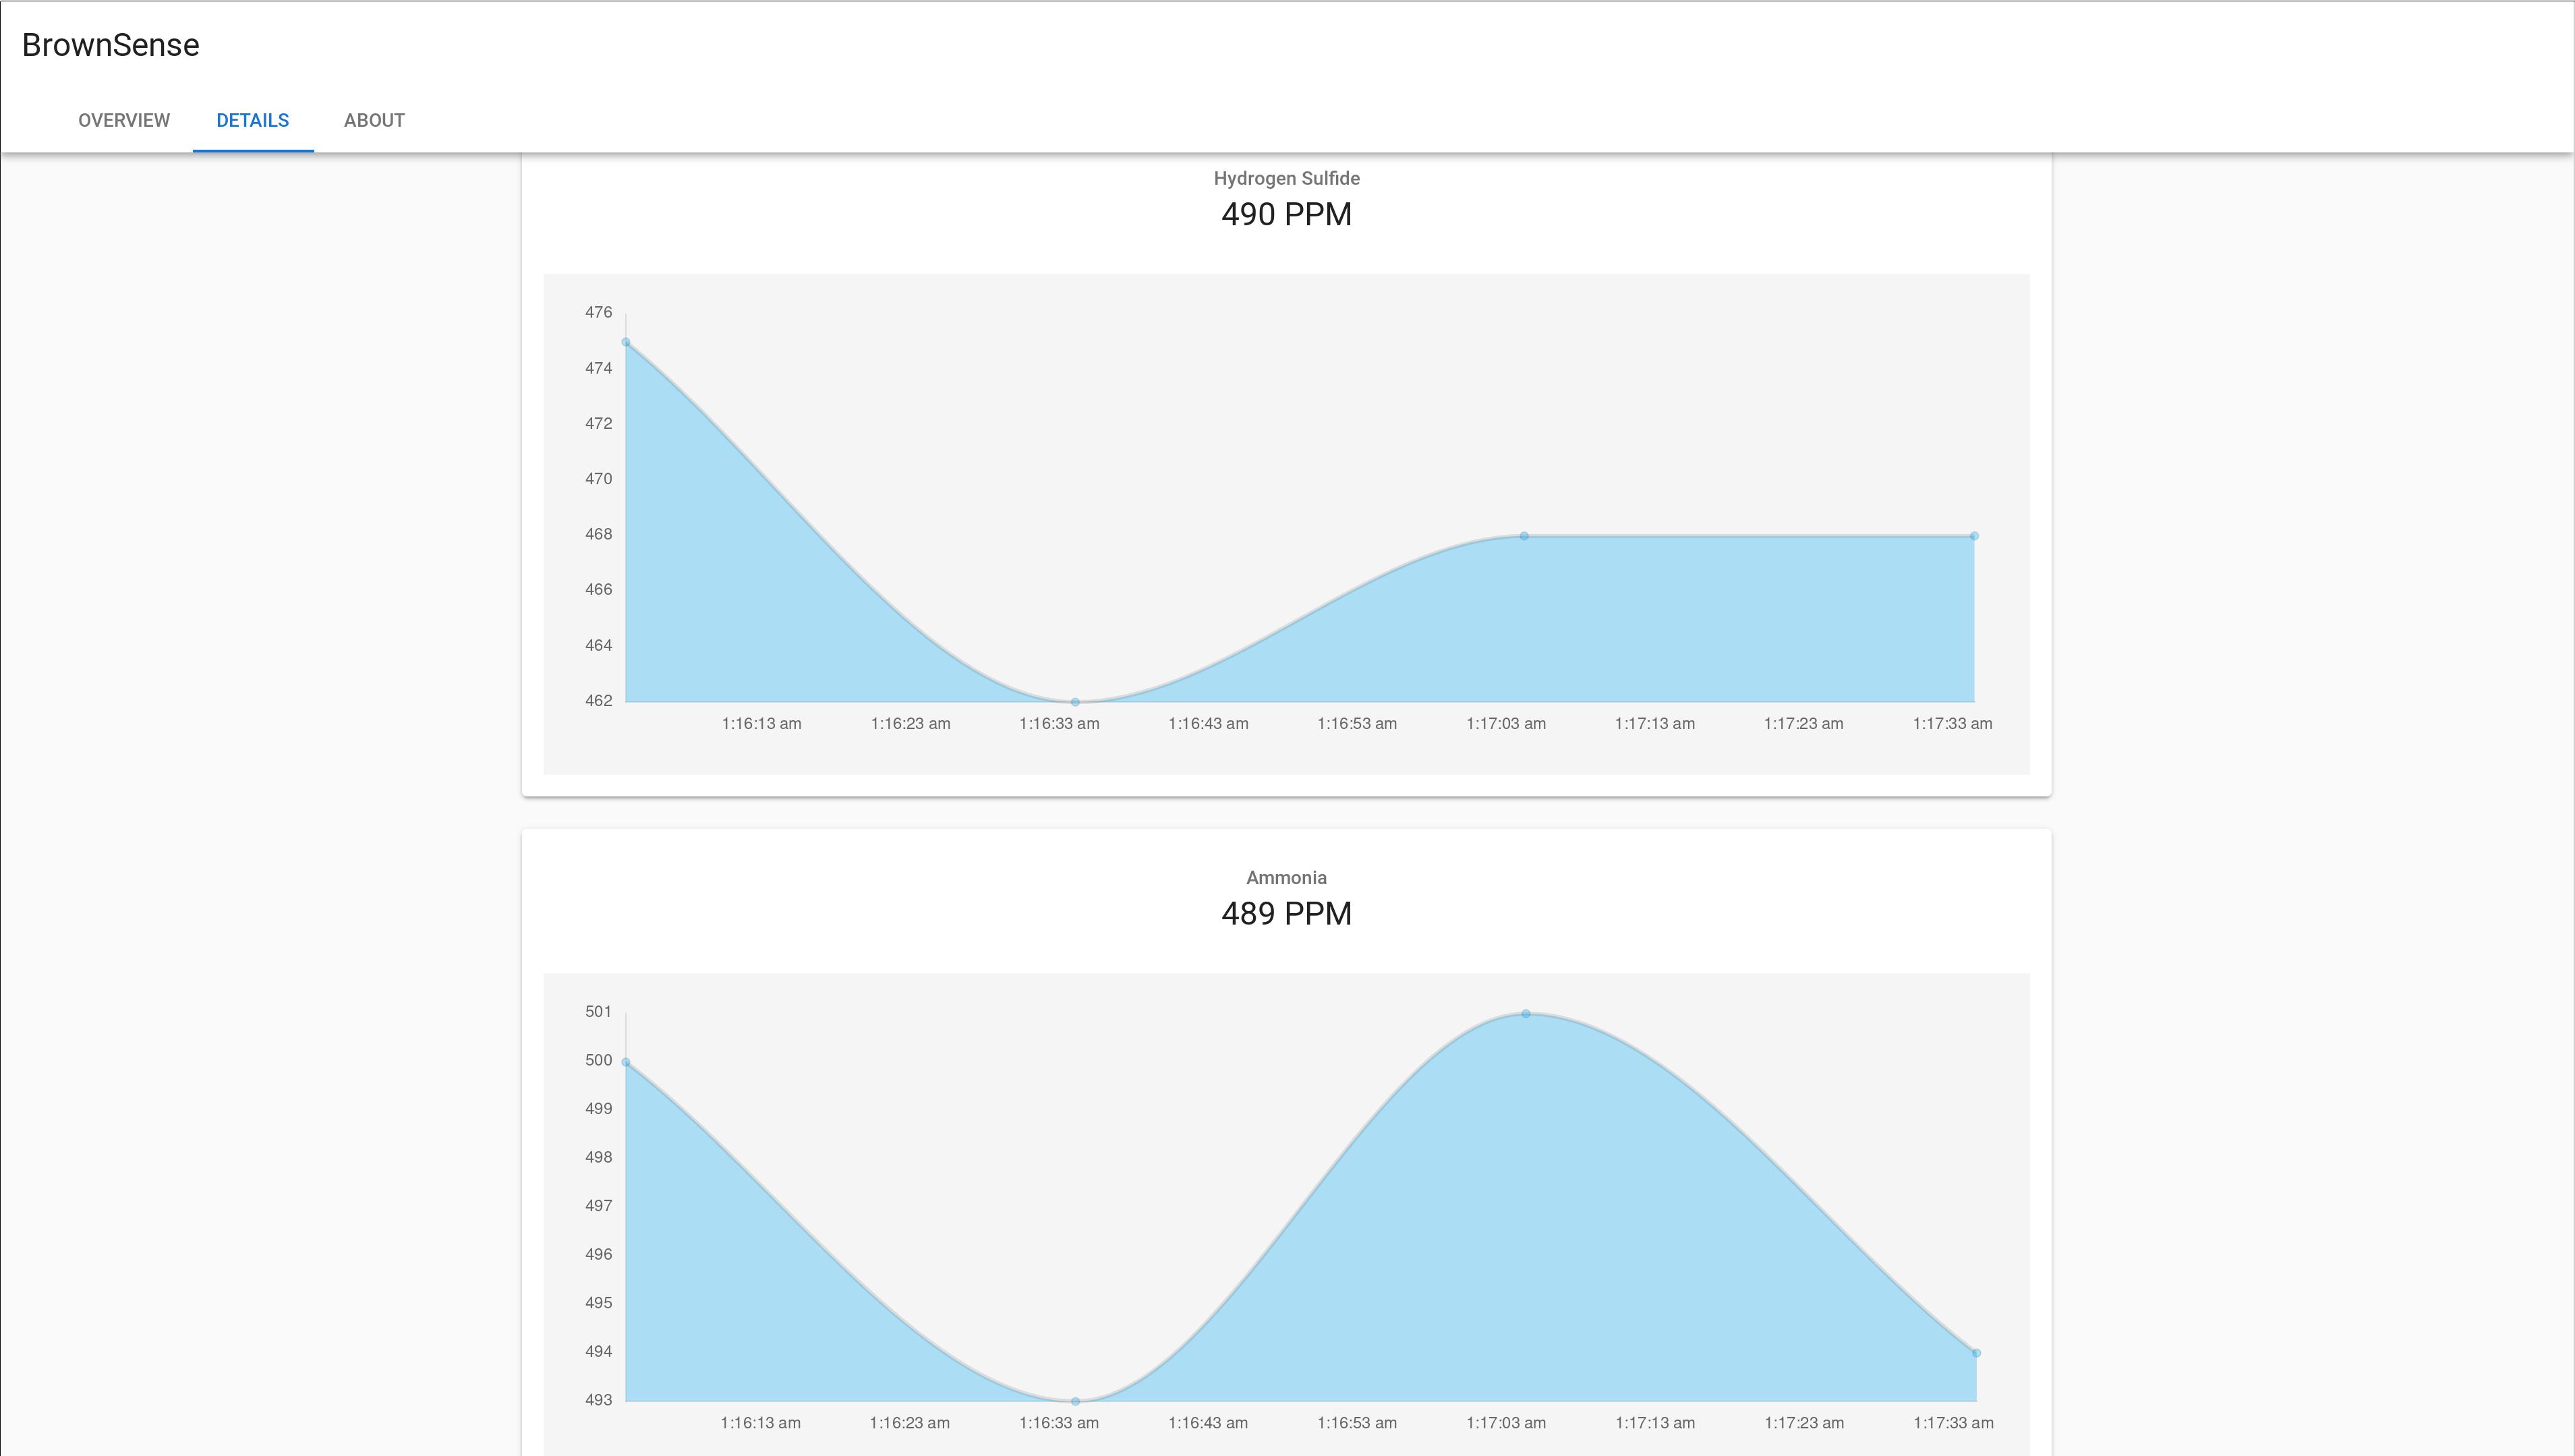 BrownSense
OVERVIEW DETAILS ABOUT
Hydrogen Sulfide
490 PPM
476
474
472
470
468
466
464
462
1:16:13 am 1:16:23 am 1:16:33 am 1:16:43 am 1:16:53 am 1:17:03 am 1:17:13 am 1:17:23 am 1:17:33 am
Ammonia
489 PPM
501
500
499
498
497
496
495
494
493
1:16:13 am 1:16:23 am 1:16:33 am 1:16:43 am 1:16:53 am 1:17:03 am 1:17:13 am 1:17:23 am 1:17:33 am